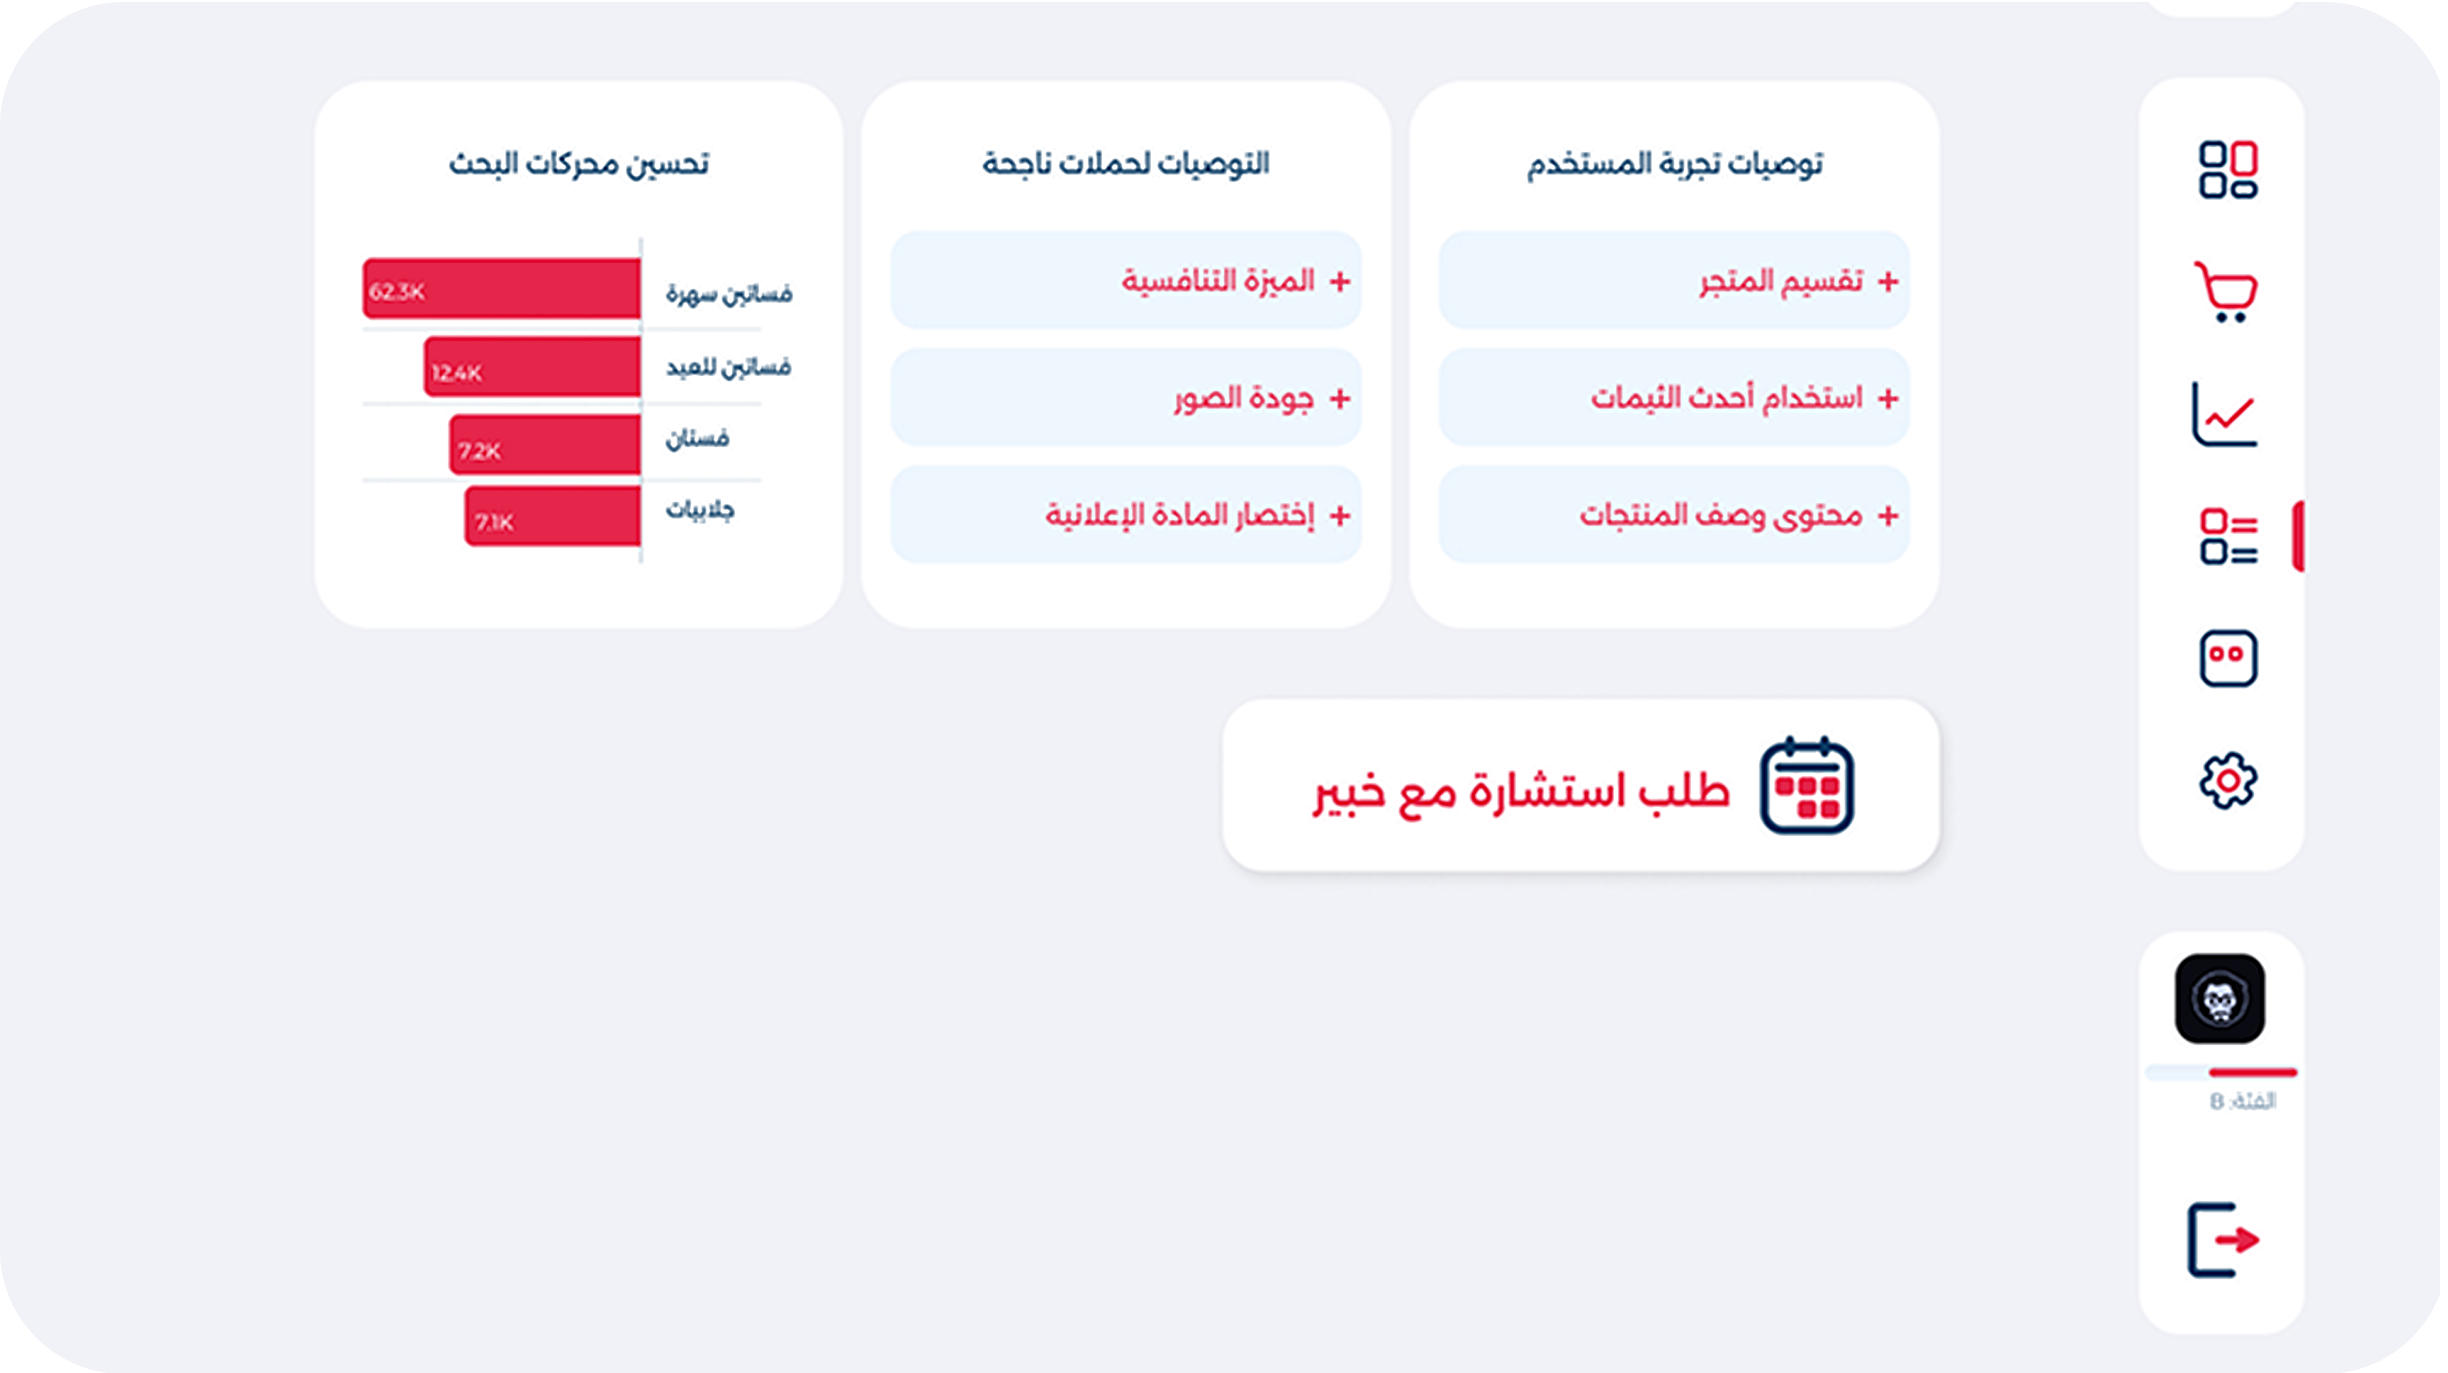 توصيات تجربة المستخدم
+ تقسيم المتجر
+ استخدام أحدث الثيمات
+ محتوى وصف المنتجات
التوصيات لحملات ناجحة
+ الميزة التنافسية
+ جودة الصور
+ إختصار المادة الإعلانية
تحسين محركات البحث
فساتين سهرة 62.3K
فساتين للعيد 12.4K
فستان 7.2K
جلابيات 7.1K
طلب استشارة مع خبير
الفئة: B